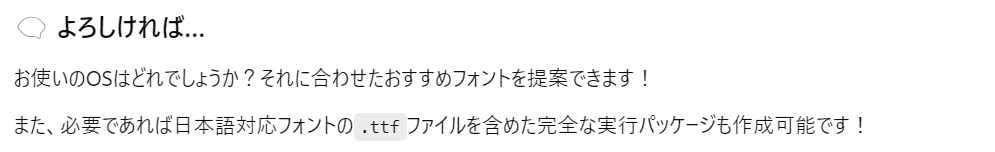 よろしければ…
お使いのOSはどれでしょうか？それに合わせたおすすめフォントを提案できます！
また、必要であれば日本語対応フォントの .ttf ファイルを含めた完全な実行パッケージも作成可能です！